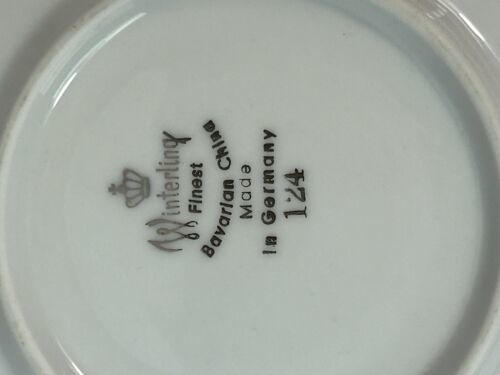 Winterling
Finest
Bavarian China
Made
In Germany
124